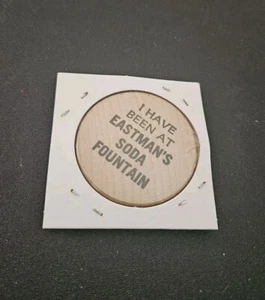 I HAVE
BEEN AT
EASTMAN'S
SODA
FOUNTAIN